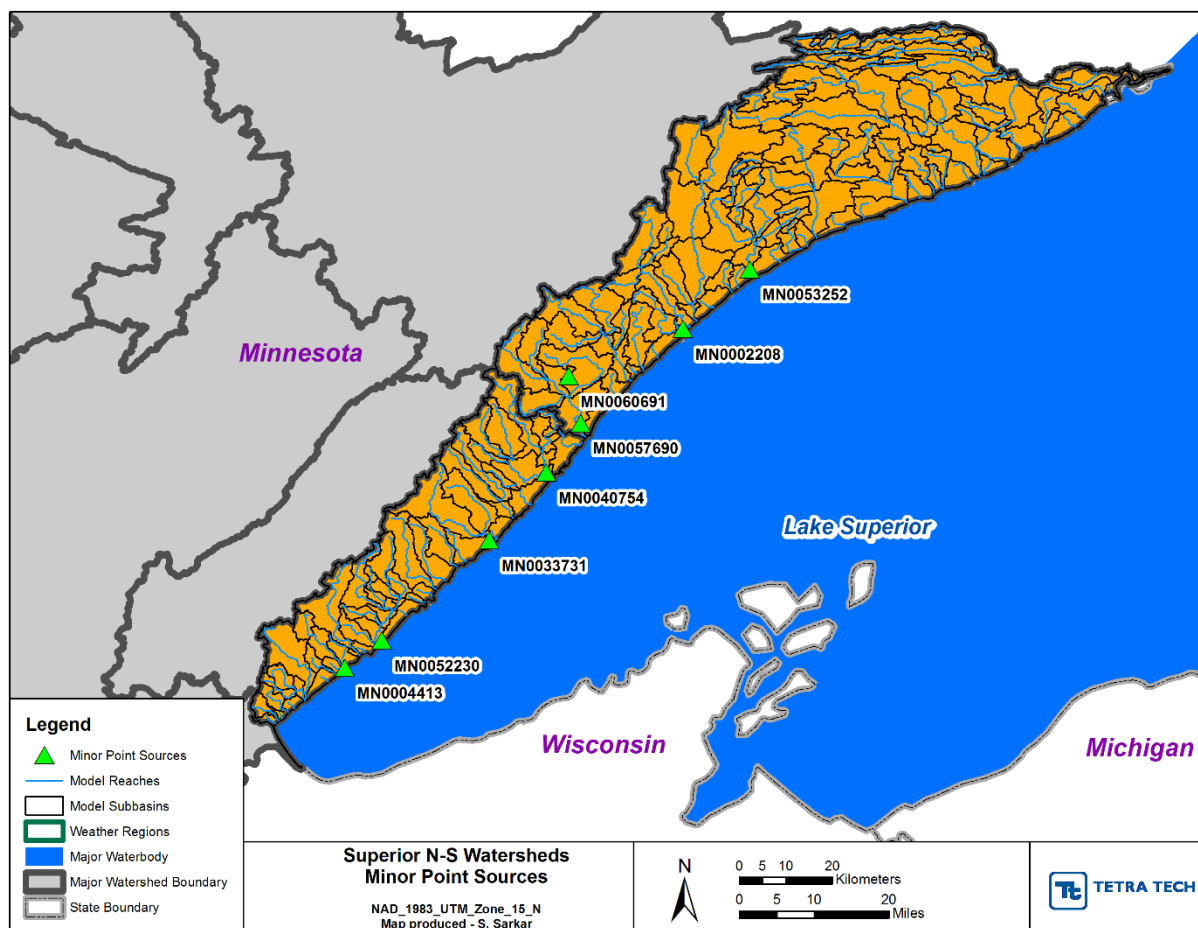 MN0053252
MN0002208
Minnesota
MN0060691
MN0057690
MN0040754
Lake Superior
MN0033731
MN0052230
MN0004413
Wisconsin
Michigan
Legend
Minor Point Sources
Model Reaches
Model Subbasins
Weather Regions
Major Waterbody
Major Watershed Boundary
State Boundary
Superior N-S Watersheds
Minor Point Sources
NAD_1983_UTM_Zone_15_N
Map produced - S. Sarkar
N
0 5 10 20
Kilometers
0 5 10 20
Miles
Tt TETRA TECH